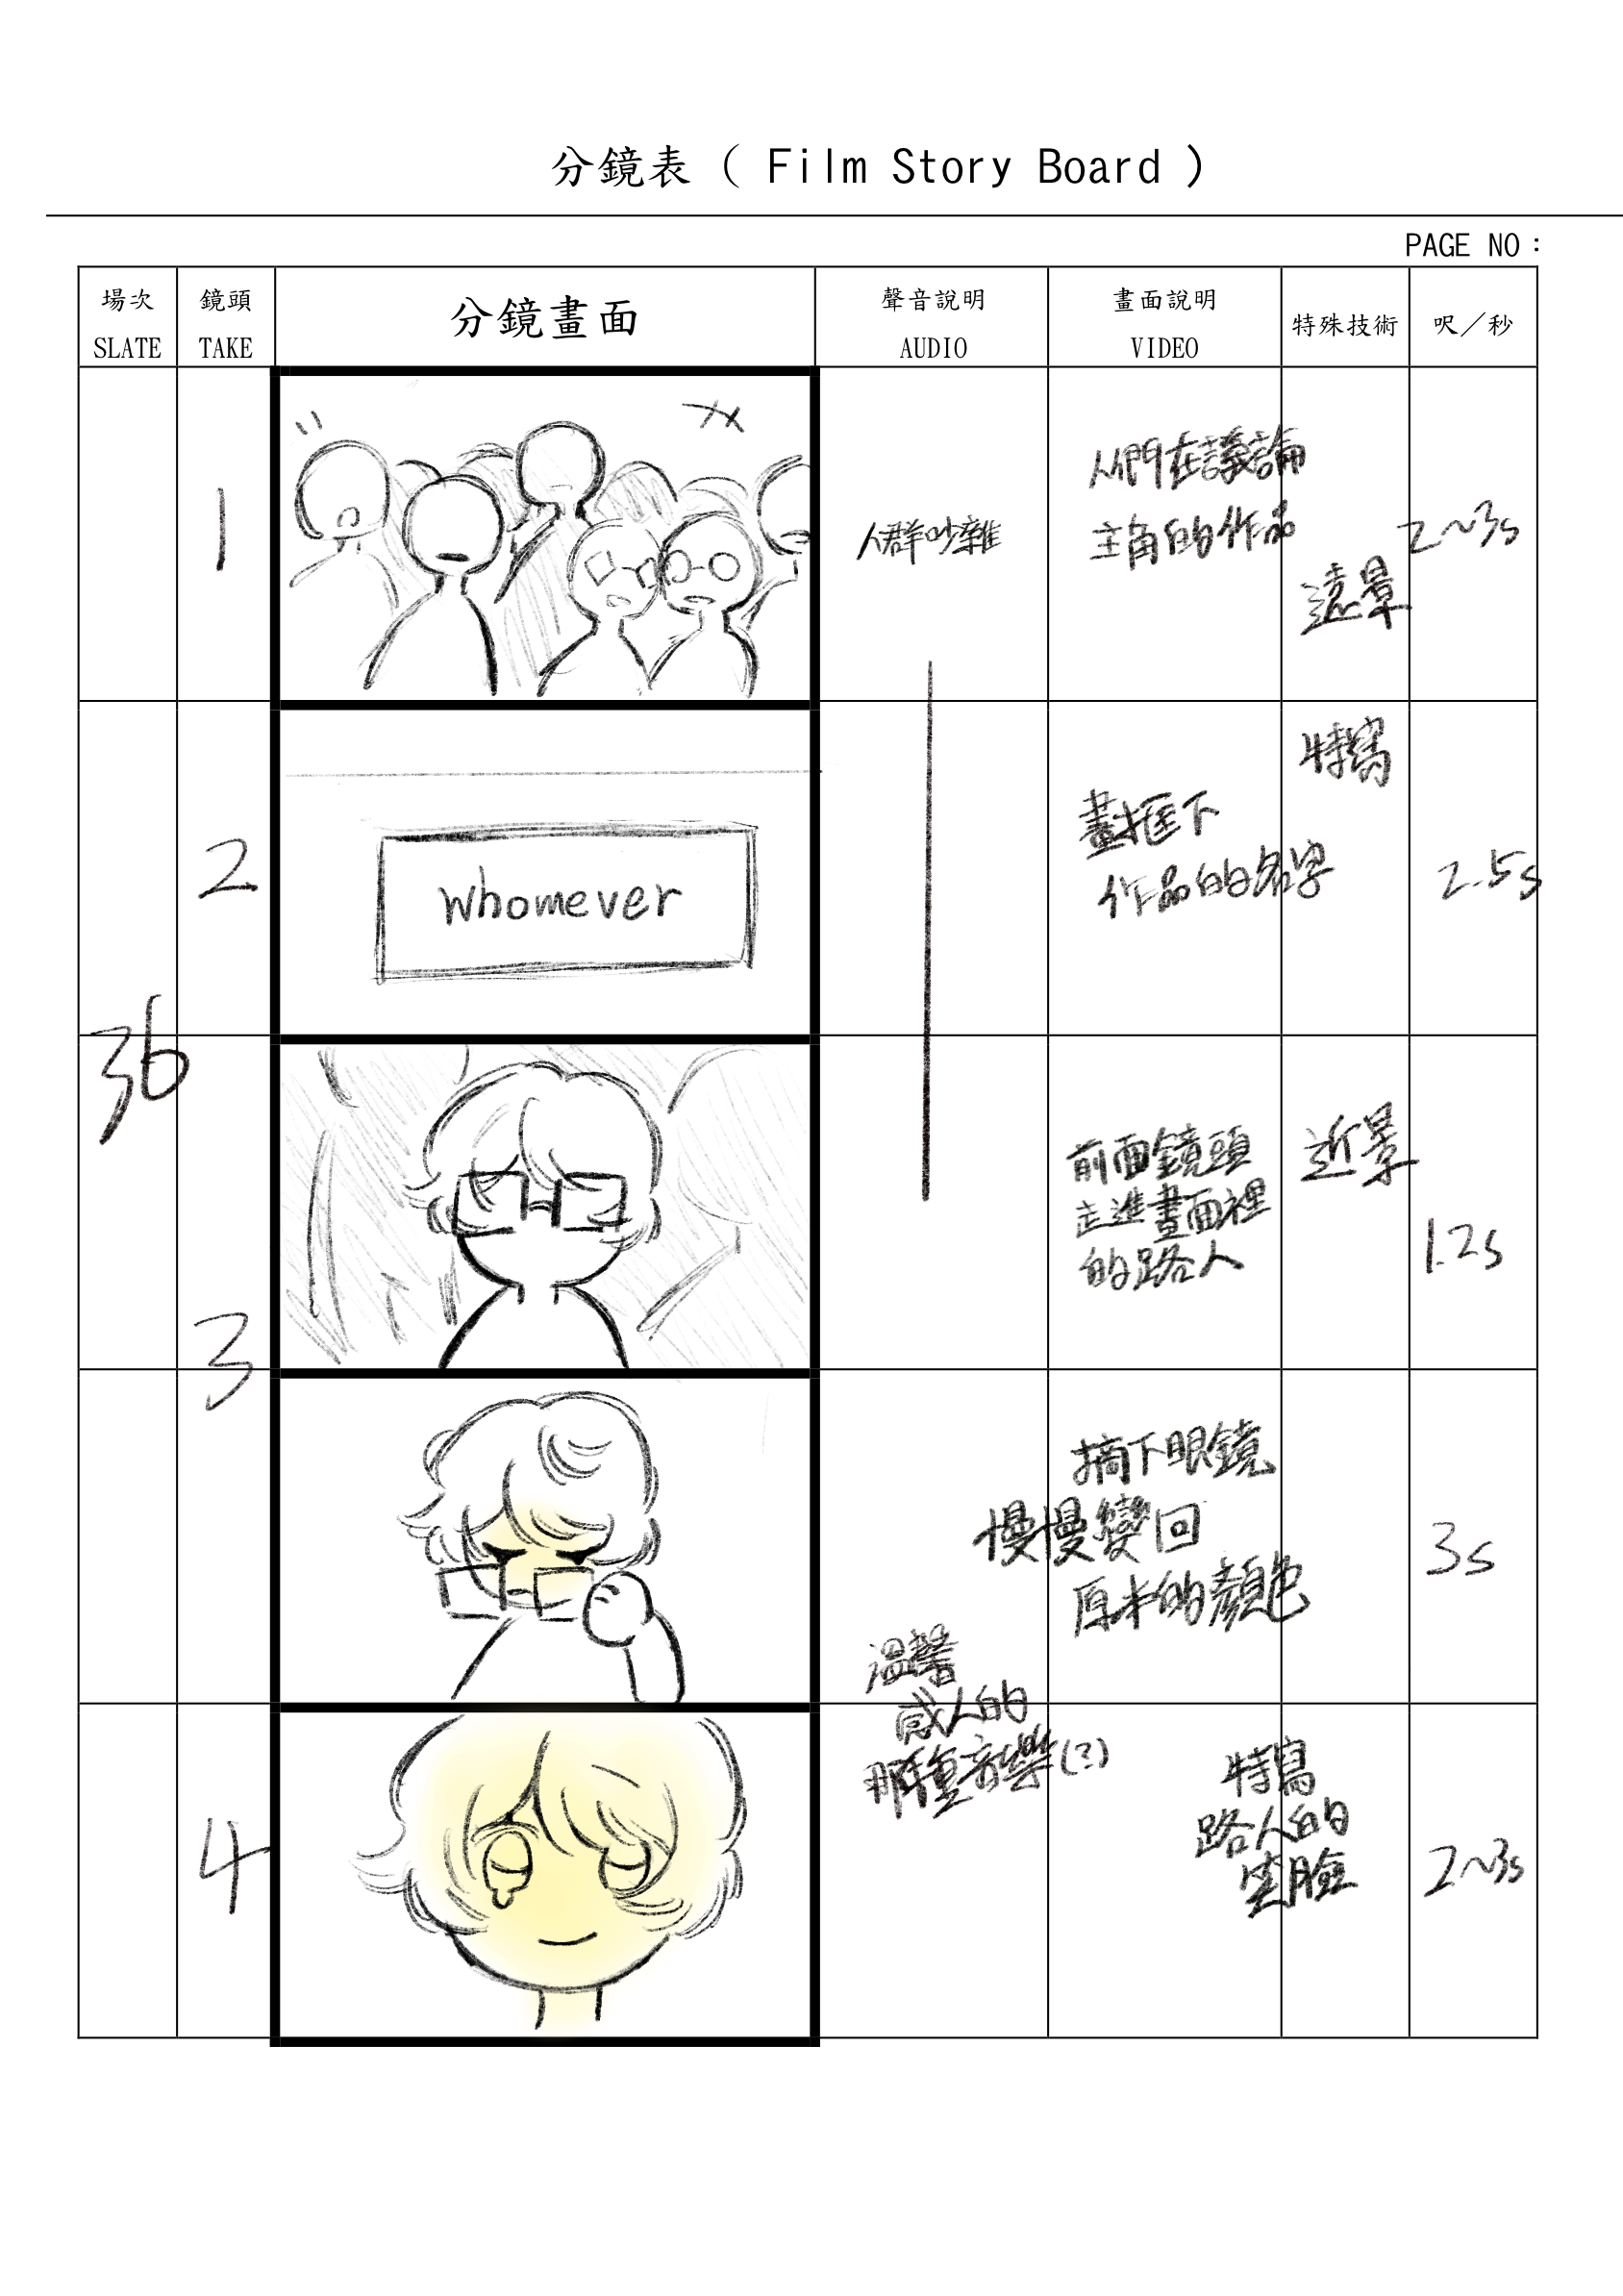 分鏡表 ( Film Story Board )
PAGE NO：
場次 鏡頭 分鏡畫面 聲音說明 畫面說明 特殊技術 呎／秒
SLATE TAKE AUDIO VIDEO
36
1
人群吵雜
人們在議論
主角的作品
遠景
2~3s
2
whomever
特寫
畫框下
作品的名字
2.5s
3
前面鏡頭
走進畫面裡
的路人
近景
1.2s
摘下眼鏡
慢慢變回
原本的顏色
3s
溫馨
感人的
那種音樂(?)
4
特寫
路人的
笑臉
2~3s